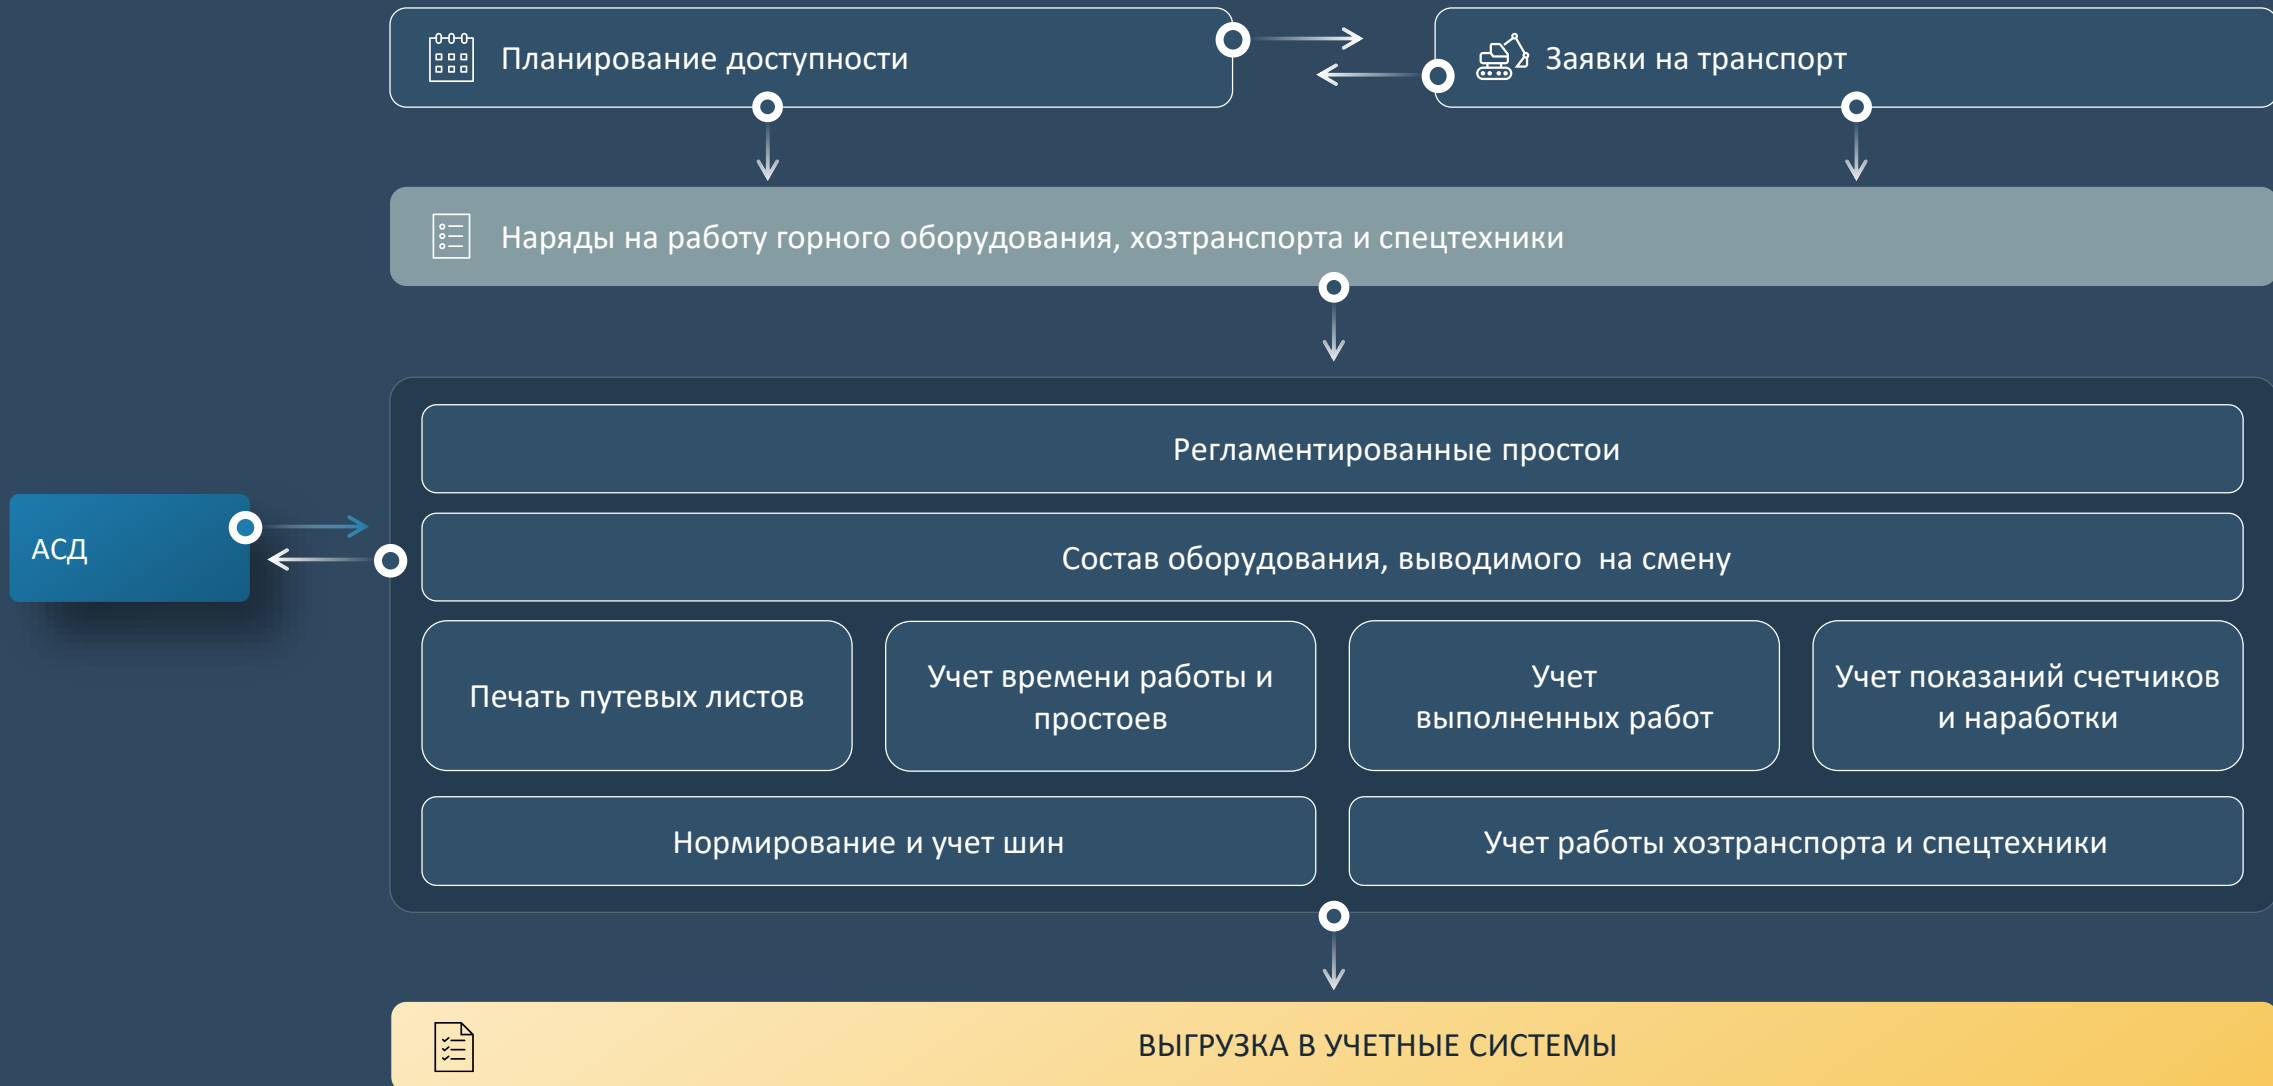 Планирование доступности
Заявки на транспорт
Наряды на работу горного оборудования, хозтранспорта и спецтехники
Регламентированные простои
АСД
Состав оборудования, выводимого  на смену
Печать путевых листов
Учет времени работы и
простоев
Учет
выполненных работ
Учет показаний счетчиков
и наработки
Нормирование и учет шин
Учет работы хозтранспорта и спецтехники
ВЫГРУЗКА В УЧЕТНЫЕ СИСТЕМЫ